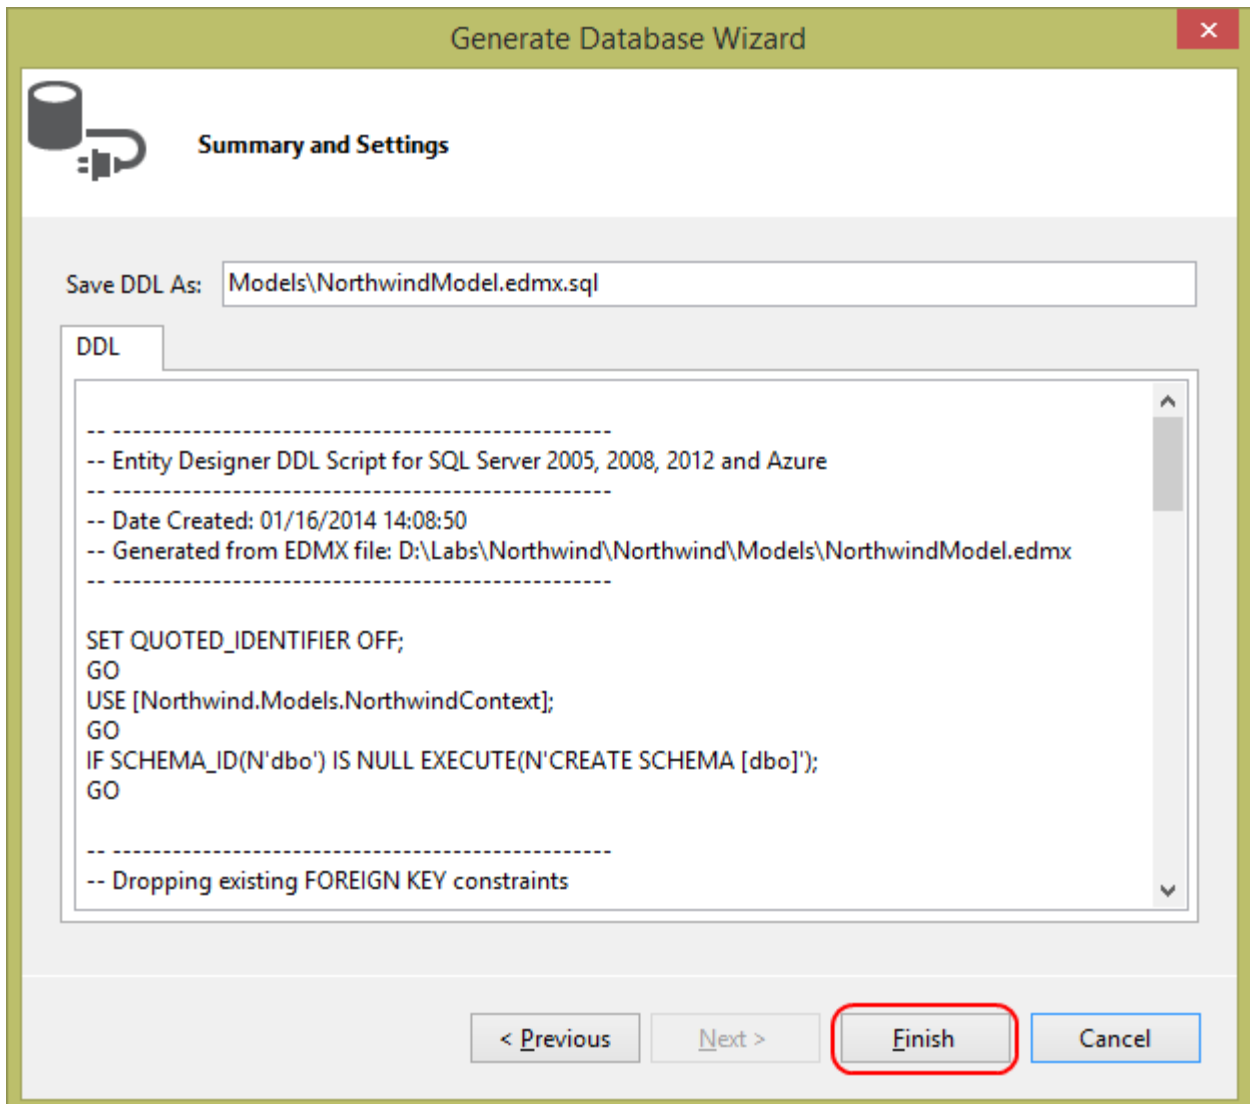 Generate Database Wizard
Summary and Settings
Save DDL As: Models\NorthwindModel.edmx.sql
DDL
-- --------------------------------------------------
-- Entity Designer DDL Script for SQL Server 2005, 2008, 2012 and Azure
-- --------------------------------------------------
-- Date Created: 01/16/2014 14:08:50
-- Generated from EDMX file: D:\Labs\Northwind\Northwind\Models\NorthwindModel.edmx
-- --------------------------------------------------
SET QUOTED_IDENTIFIER OFF;
GO
USE [Northwind.Models.NorthwindContext];
GO
IF SCHEMA_ID(N'dbo') IS NULL EXECUTE(N'CREATE SCHEMA [dbo]');
GO
-- --------------------------------------------------
-- Dropping existing FOREIGN KEY constraints
< Previous Next > Finish Cancel